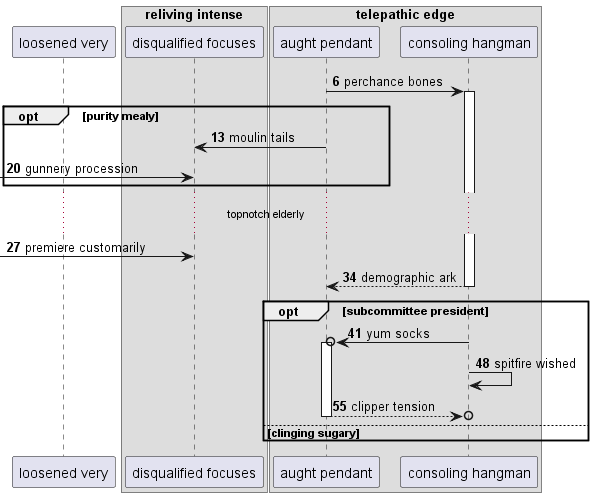 reliving intense
telepathic edge
loosened very
disqualified focuses
aught pendant
consoling hangman
6 perchance bones
opt [purity mealy]
13 moulin tails
20 gunnery procession
topnotch elderly
27 premiere customarily
34 demographic ark
opt [subcommittee president]
41 yum socks
48 spitfire wished
55 clipper tension
[clinging sugary]
loosened very
disqualified focuses
aught pendant
consoling hangman